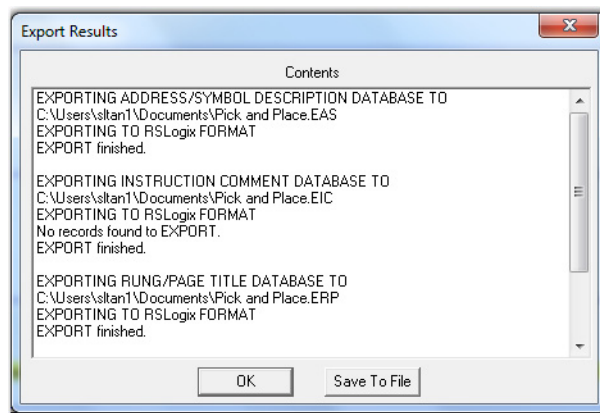 Export Results
Contents
EXPORTING ADDRESS/SYMBOL DESCRIPTION DATABASE TO
C:\Users\sltan1\Documents\Pick and Place.EAS
EXPORTING TO RSLogix FORMAT
EXPORT finished.
EXPORTING INSTRUCTION COMMENT DATABASE TO
C:\Users\sltan1\Documents\Pick and Place.EIC
EXPORTING TO RSLogix FORMAT
No records found to EXPORT.
EXPORT finished.
EXPORTING RUNG/PAGE TITLE DATABASE TO
C:\Users\sltan1\Documents\Pick and Place.ERP
EXPORTING TO RSLogix FORMAT
EXPORT finished.
OK
Save To File